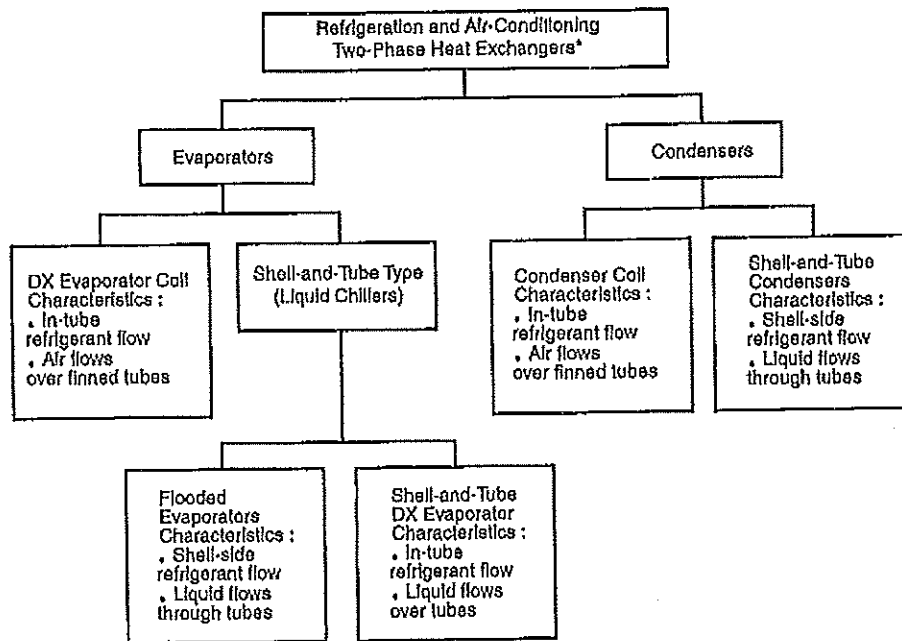 Refrigeration and Air-Conditioning
Two-Phase Heat Exchangers*
Evaporators
Condensers
DX Evaporator Coil
Characteristics :
. In-tube
refrigerant flow
. Air flows
over finned tubes
Shell-and-Tube Type
(Liquid Chillers)
Condenser Coil
Characteristics :
. In-tube
refrigerant flow
. Air flows
over finned tubes
Shell-and-Tube
Condensers
Characteristics :
. Shell-side
refrigerant flow
. Liquid flows
through tubes
Flooded
Evaporators
Characteristics :
. Shell-side
refrigerant flow
. Liquid flows
through tubes
Shell-and-Tube
DX Evaporator
Characteristics :
. In-tube
refrigerant flow
. Liquid flows
over tubes